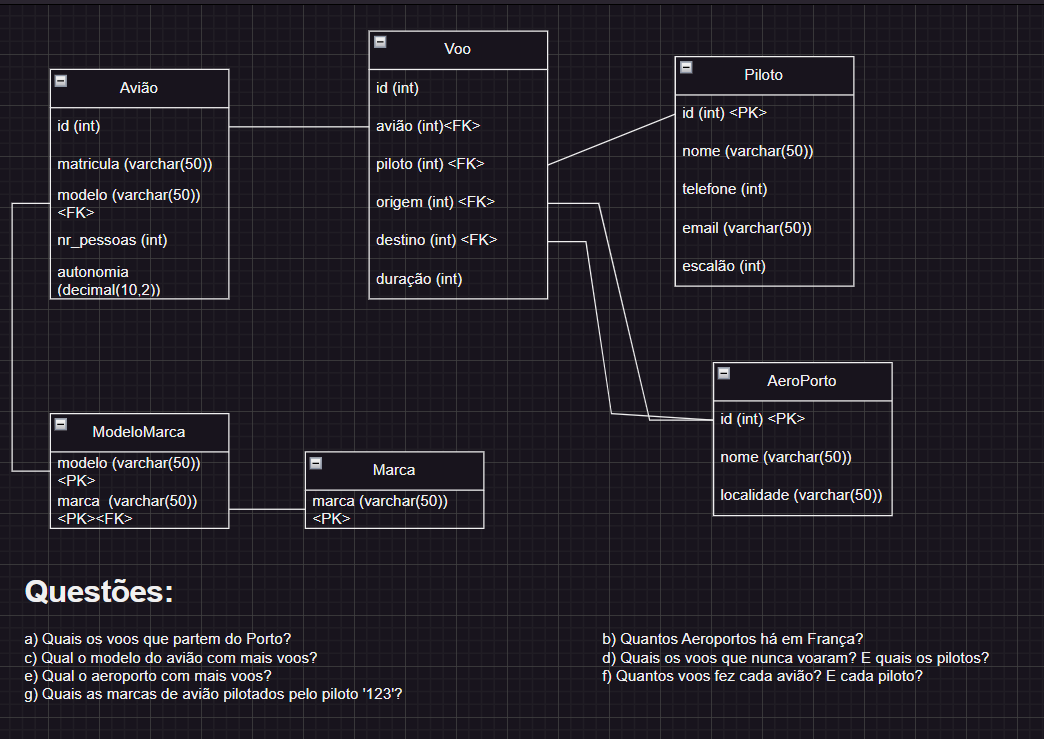 Avião
id (int)
matricula (varchar(50))
modelo (varchar(50))
<FK>
nr_pessoas (int)
autonomia
(decimal(10,2))
Voo
id (int)
avião (int)<FK>
piloto (int) <FK>
origem (int) <FK>
destino (int) <FK>
duração (int)
Piloto
id (int) <PK>
nome (varchar(50))
telefone (int)
email (varchar(50))
escalão (int)
ModeloMarca
modelo (varchar(50))
<PK>
marca  (varchar(50))
<PK><FK>
Marca
marca (varchar(50))
<PK>
AeroPorto
id (int) <PK>
nome (varchar(50))
localidade (varchar(50))
Questões:
a) Quais os voos que partem do Porto?
b) Quantos Aeroportos há em França?
c) Qual o modelo do avião com mais voos?
d) Quais os voos que nunca voaram? E quais os pilotos?
e) Qual o aeroporto com mais voos?
f) Quantos voos fez cada avião? E cada piloto?
g) Quais as marcas de avião pilotados pelo piloto '123'?